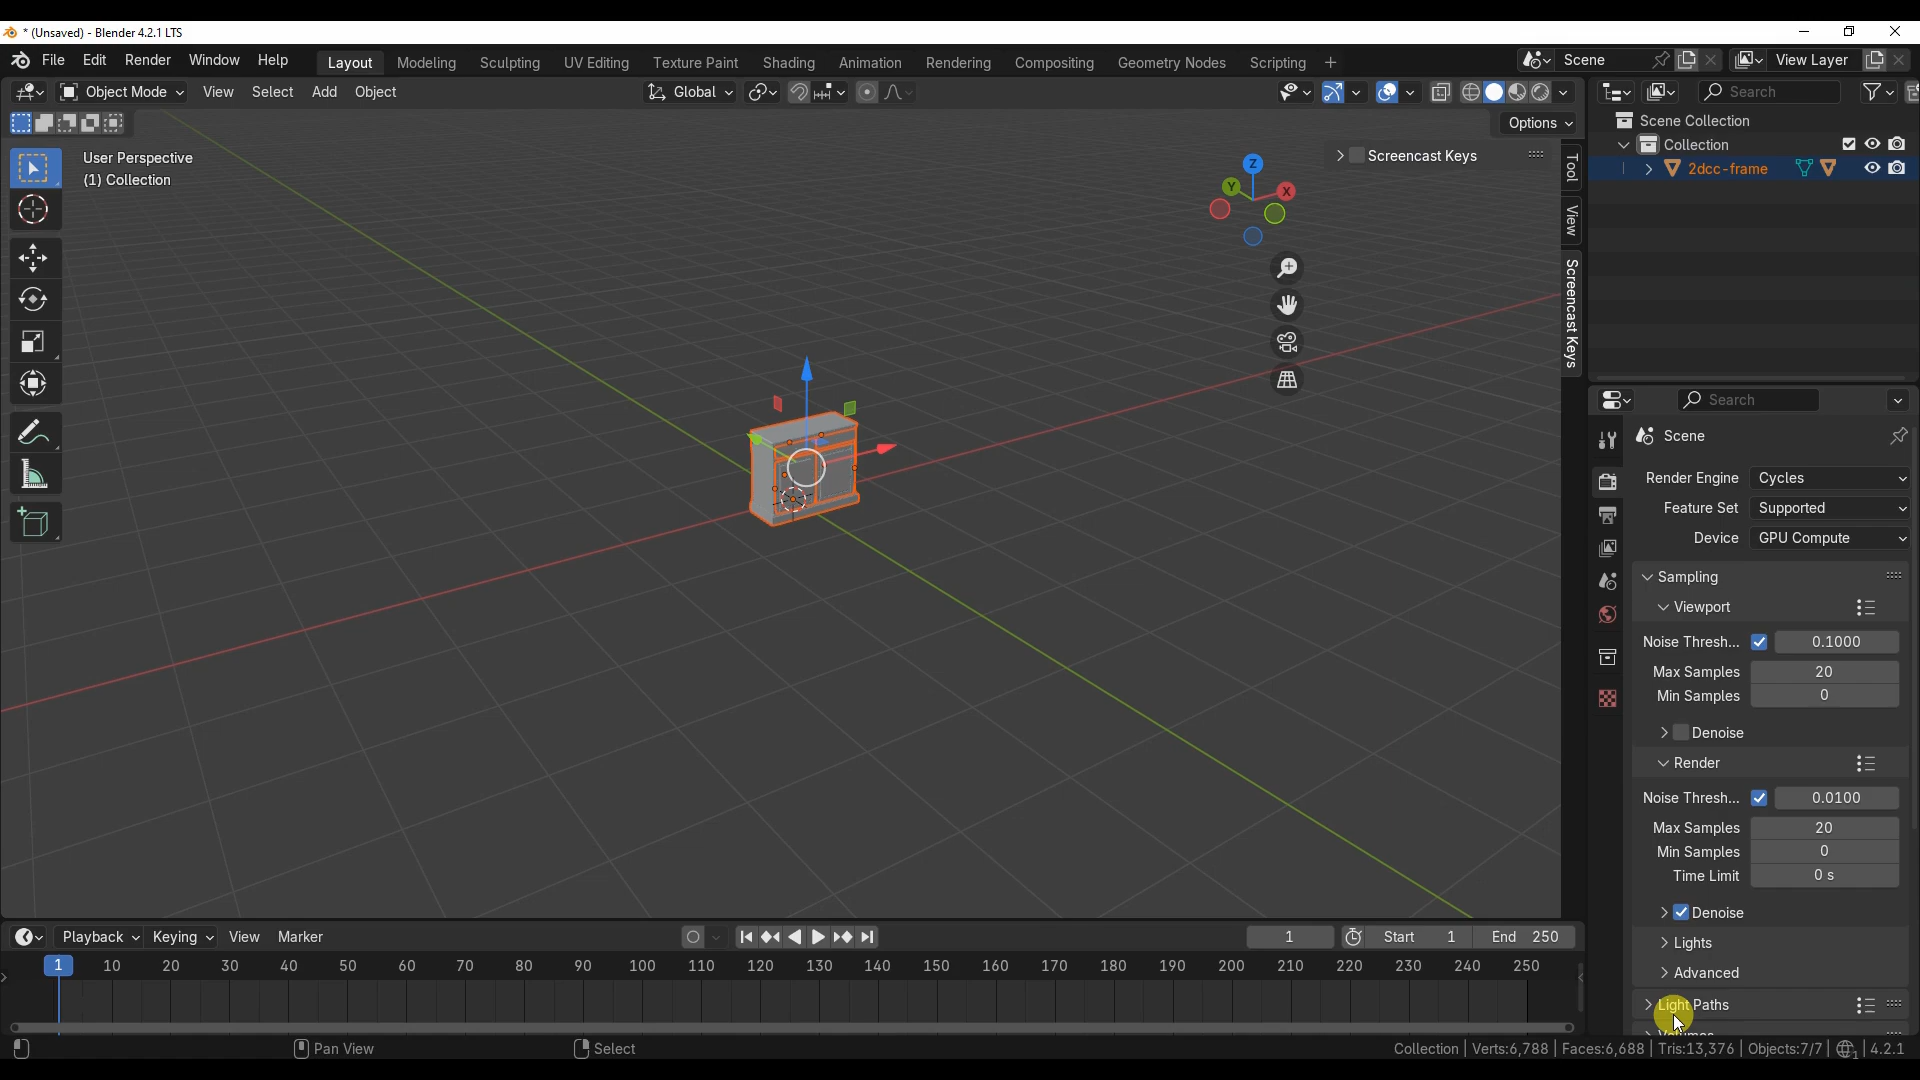 * (Unsaved) - Blender 4.2.1 LTS
File Edit Render Window Help Layout Modeling Sculpting UV Editing Texture Paint Shading Animation Rendering Compositing Geometry Nodes Scripting + Scene View Layer
Object Mode View Select Add Object Global Search
Options
Scene Collection
Collection
2dcc-frame
User Perspective
(1) Collection
Screencast Keys
Z
Y
X
Tool
View
Screencast Keys
Search
Scene
Render Engine Cycles
Feature Set Supported
Device GPU Compute
Sampling
Viewport
Noise Thresh... 0.1000
Max Samples 20
Min Samples 0
Denoise
Render
Noise Thresh... 0.0100
Max Samples 20
Min Samples 0
Time Limit 0 s
Denoise
Lights
Advanced
Light Paths
Playback Keying View Marker 1 Start 1 End 250
1 10 20 30 40 50 60 70 80 90 100 110 120 130 140 150 160 170 180 190 200 210 220 230 240 250
Pan View Select Collection | Verts:6,788 | Faces:6,688 | Tris:13,376 | Objects:7/7 | 4.2.1